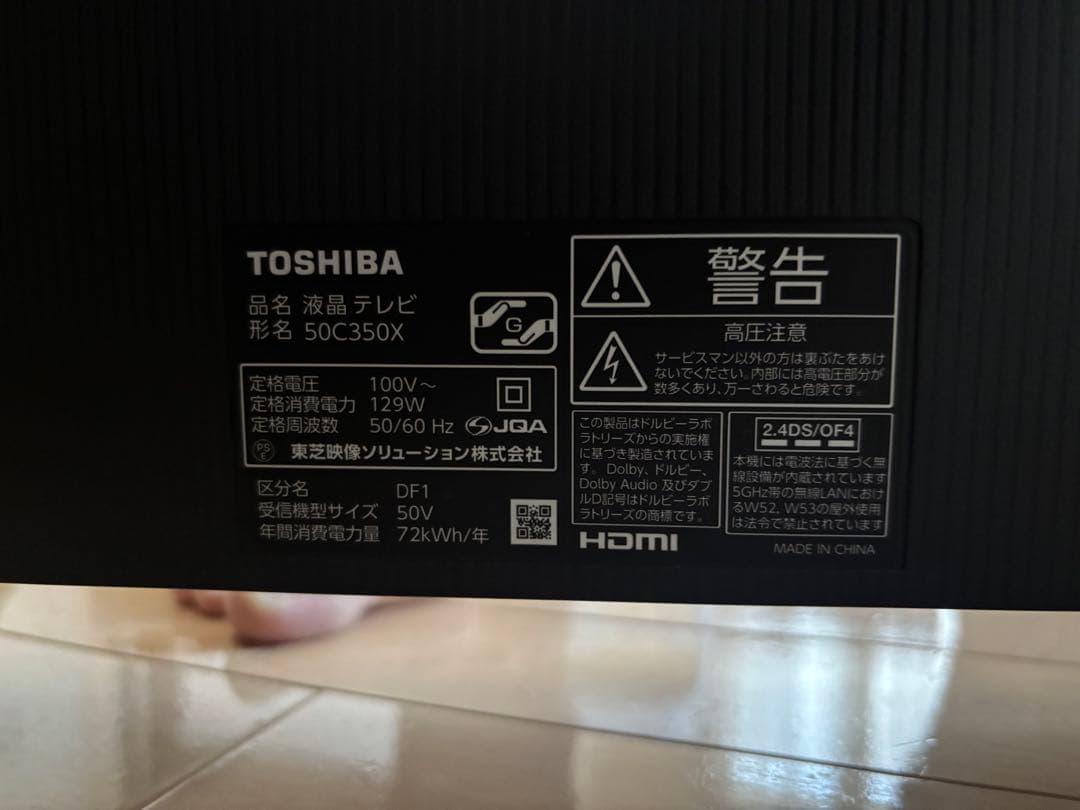 TOSHIBA
品名 液晶テレビ
形名 50C350X
G
定格電圧 100V～
定格消費電力 129W
定格周波数 50/60 Hz
JQA
PS
E
東芝映像ソリューション株式会社
区分名 DF1
受信機型サイズ 50V
年間消費電力量 72kWh/年
警告
高圧注意
サービスマン以外の方は裏ぶたをあけ
ないでください。内部には高電圧部分が
数多くあり、万一さわると危険です。
この製品はドルビーラボ
ラトリーズからの実施権
に基づき製造されていま
す。Dolby、ドルビー、
Dolby Audio 及びダブ
ルD記号はドルビーラボ
ラトリーズの商標です。
HDMI
2.4DS/OF4
本機には電波法に基づく無
線設備が内蔵されています
5GHz帯の無線LANにおけ
るW52, W53の屋外使用
は法令で禁止されています
MADE IN CHINA